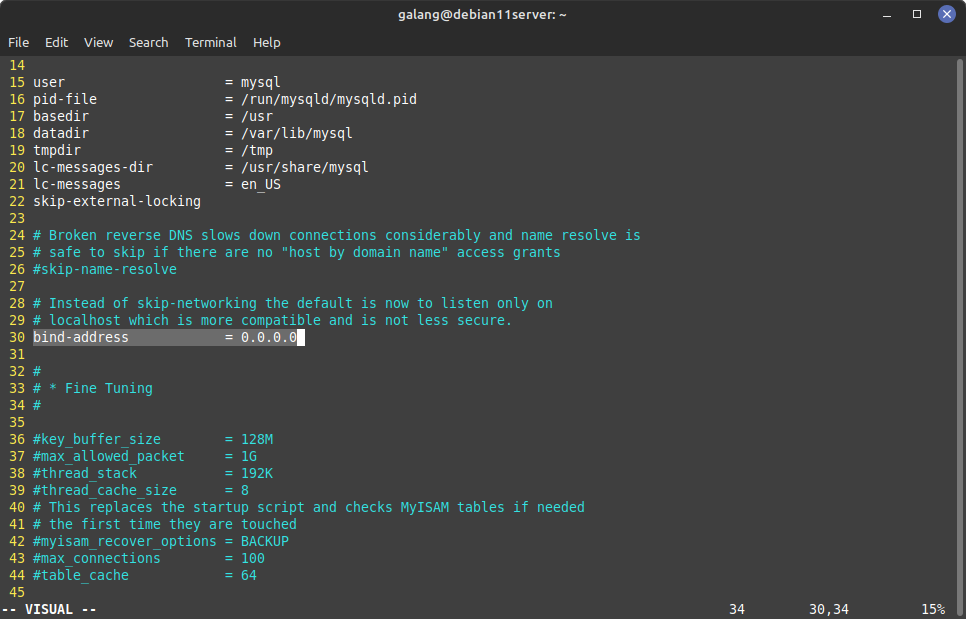 galang@debian11server: ~
File Edit View Search Terminal Help
14
15 user                    = mysql
16 pid-file                = /run/mysqld/mysqld.pid
17 basedir                 = /usr
18 datadir                 = /var/lib/mysql
19 tmpdir                  = /tmp
20 lc-messages-dir         = /usr/share/mysql
21 lc-messages             = en_US
22 skip-external-locking
23
24 # Broken reverse DNS slows down connections considerably and name resolve is
25 # safe to skip if there are no "host by domain name" access grants
26 #skip-name-resolve
27
28 # Instead of skip-networking the default is now to listen only on
29 # localhost which is more compatible and is not less secure.
30 bind-address            = 0.0.0.0
31
32 #
33 # * Fine Tuning
34 #
35
36 #key_buffer_size        = 128M
37 #max_allowed_packet     = 1G
38 #thread_stack           = 192K
39 #thread_cache_size      = 8
40 # This replaces the startup script and checks MyISAM tables if needed
41 # the first time they are touched
42 #myisam_recover_options = BACKUP
43 #max_connections        = 100
44 #table_cache            = 64
45
-- VISUAL -- 34 30,34 15%